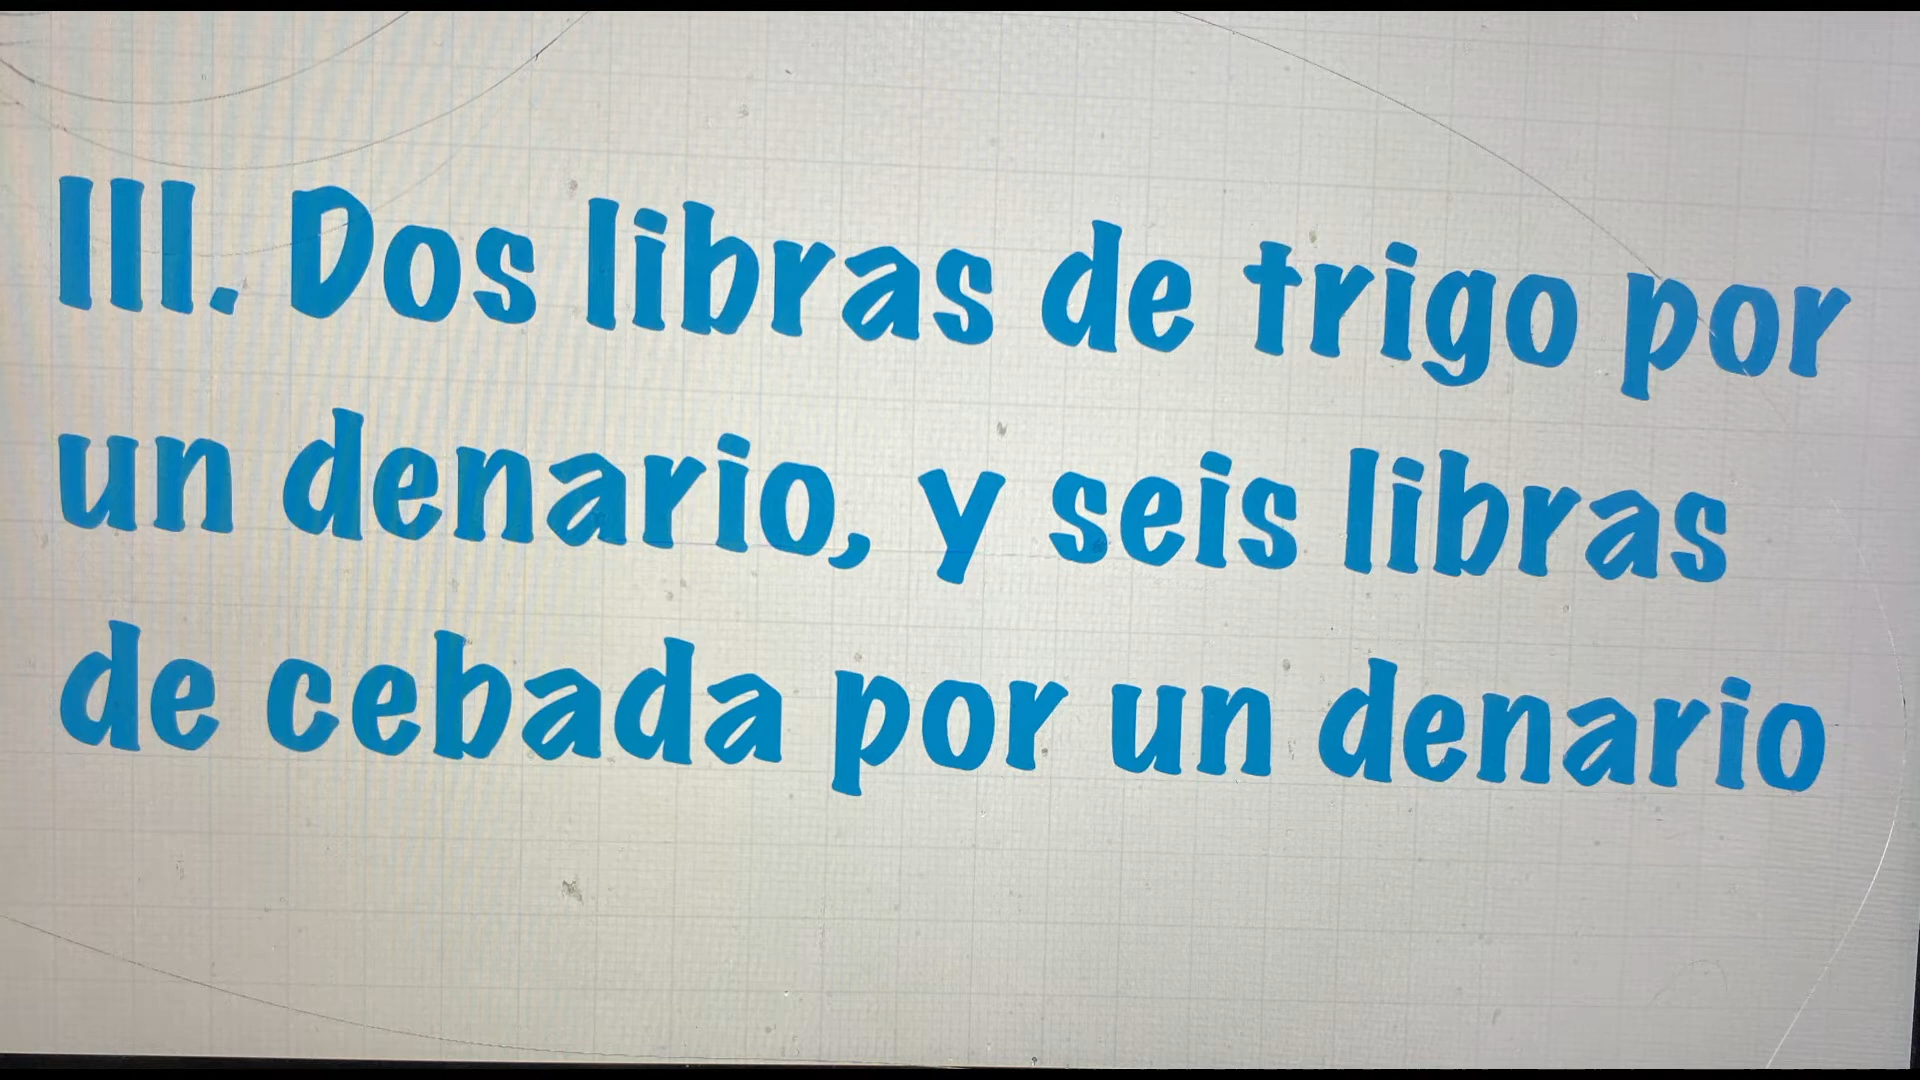 III. Dos libras de trigo por
un denario, y seis libras
de cebada por un denario